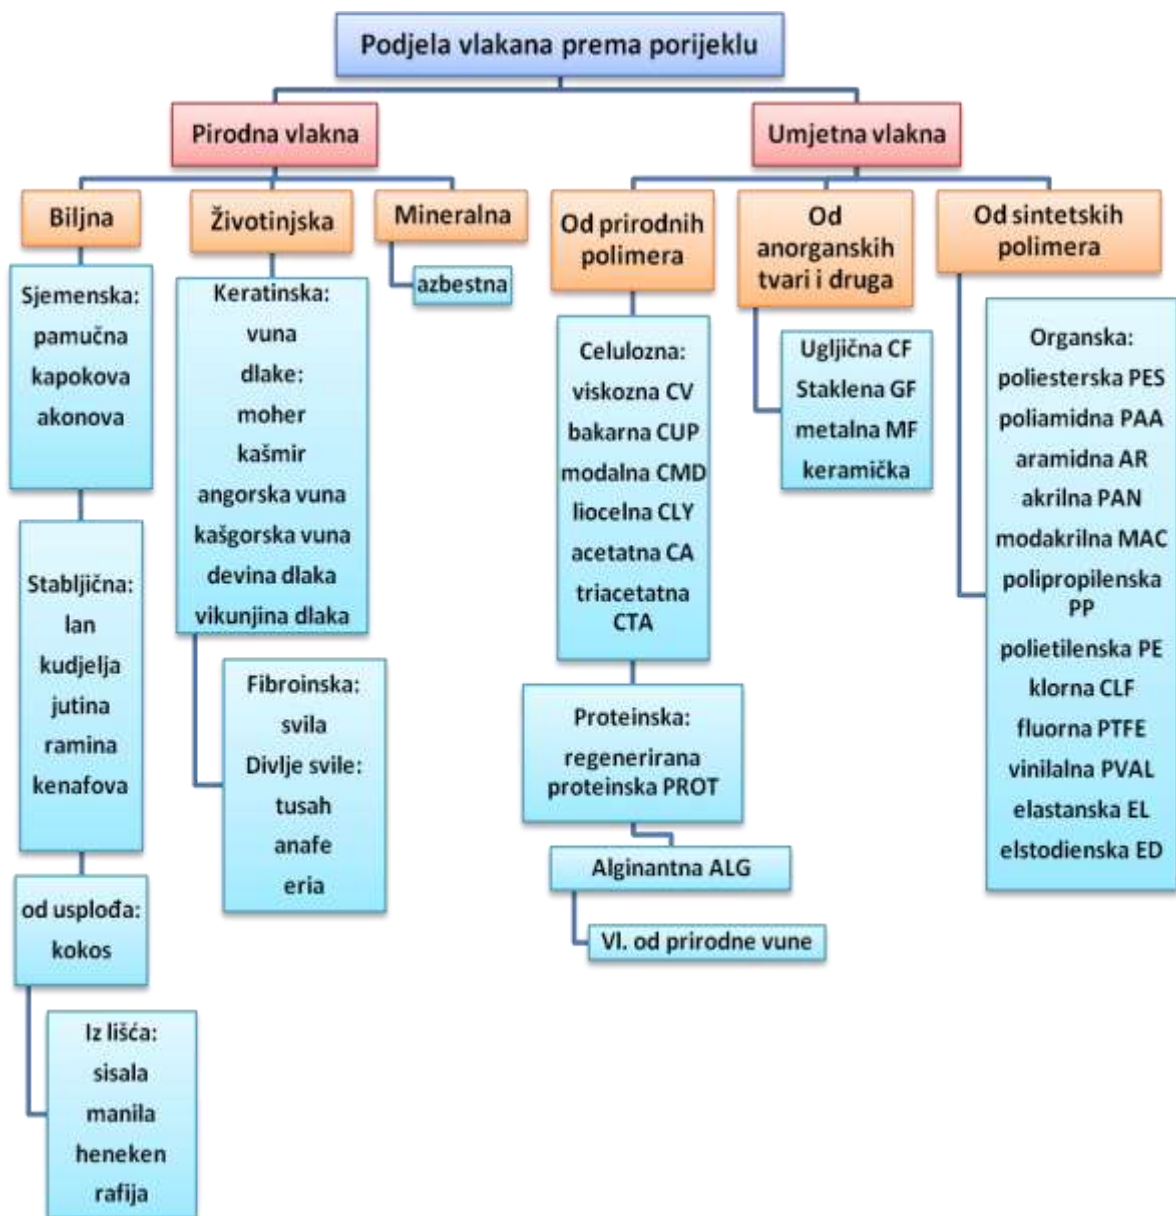 Podjela vlakana prema porijeklu
Pirodna vlakna
Umjetna vlakna
Biljna
Životinjska
Mineralna
Od prirodnih
polimera
Od
anorganskih
tvari i druga
Od sintetskih
polimera
Sjemenska:
pamučna
kapokova
akonova
Stabljična:
lan
kudjelja
jutina
ramina
kenafova
od usplođa:
kokos
Iz lišća:
sisala
manila
heneken
rafija
Keratinska:
vuna
dlake:
moher
kašmir
angorska vuna
kašgorska vuna
devina dlaka
vikunjina dlaka
Fibroinska:
svila
Divlje svile:
tusah
anafe
eria
azbestna
Celulozna:
viskozna CV
bakarna CUP
modalna CMD
liocelna CLY
acetatna CA
triacetatna
CTA
Proteinska:
regenerirana
proteinska PROT
Alginantna ALG
Vl. od prirodne vune
Ugljična CF
Staklena GF
metalna MF
keramička
Organska:
poliesterska PES
poliamidna PAA
aramidna AR
akrilna PAN
modakrilna MAC
polipropilenska
PP
polietilenska PE
klorna CLF
fluorna PTFE
vinilalna PVAL
elastanska EL
elstodienska ED